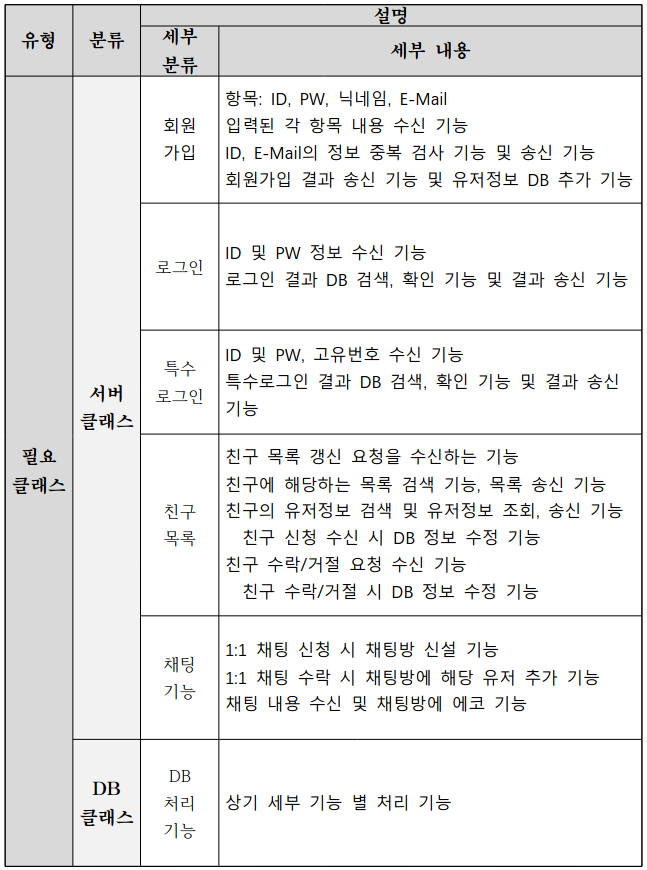 유형
분류
설명
세부
분류
세부 내용
필요
클래스
서버
클래스
회원
가입
항목: ID, PW, 닉네임, E-Mail
입력된 각 항목 내용 수신 기능
ID, E-Mail의 정보 중복 검사 기능 및 송신 기능
회원가입 결과 송신 기능 및 유저정보 DB 추가 기능
로그인
ID 및 PW 정보 수신 기능
로그인 결과 DB 검색, 확인 기능 및 결과 송신 기능
특수
로그인
ID 및 PW, 고유번호 수신 기능
특수로그인 결과 DB 검색, 확인 기능 및 결과 송신
기능
친구
목록
친구 목록 갱신 요청을 수신하는 기능
친구에 해당하는 목록 검색 기능, 목록 송신 기능
친구의 유저정보 검색 및 유저정보 조회, 송신 기능
친구 신청 수신 시 DB 정보 수정 기능
친구 수락/거절 요청 수신 기능
친구 수락/거절 시 DB 정보 수정 기능
채팅
기능
1:1 채팅 신청 시 채팅방 신설 기능
1:1 채팅 수락 시 채팅방에 해당 유저 추가 기능
채팅 내용 수신 및 채팅방에 에코 기능
DB
클래스
DB
처리
기능
상기 세부 기능 별 처리 기능